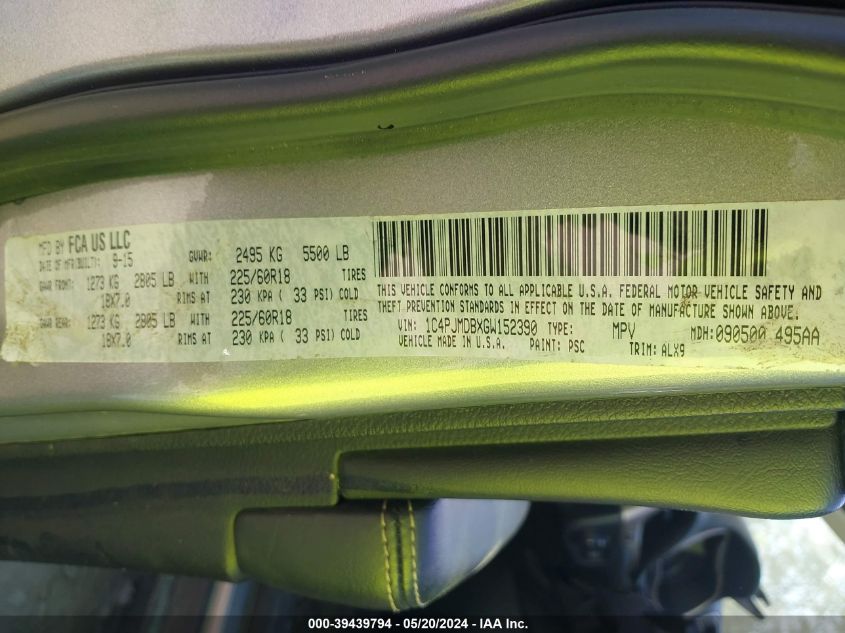 MFD BY FCA US LLC
DATE OF MFR(BUILT): 9-15
GVWR: 2495 KG 5500 LB
GAWR FRONT: 1273 KG 2805 LB WITH 225/60R18 TIRES
18X7.0 RIMS AT 230 KPA ( 33 PSI) COLD
GAWR REAR: 1273 KG 2805 LB WITH 225/60R18 TIRES
18X7.0 RIMS AT 230 KPA ( 33 PSI) COLD
THIS VEHICLE CONFORMS TO ALL APPLICABLE U.S.A. FEDERAL MOTOR VEHICLE SAFETY AND
THEFT PREVENTION STANDARDS IN EFFECT ON THE DATE OF MANUFACTURE SHOWN ABOVE.
VIN: 1C4PJMDBXGW152390 TYPE: MPV MDH:090500 495AA
VEHICLE MADE IN U.S.A. PAINT: PSC TRIM: ALX9
000-39439794 - 05/20/2024 - IAA Inc.